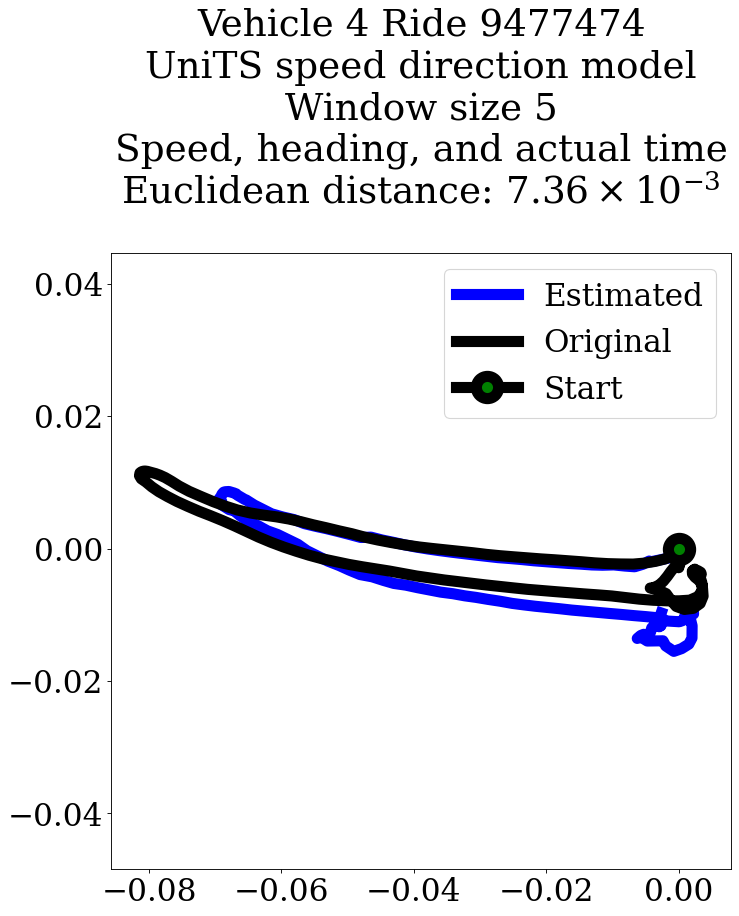 Vehicle 4 Ride 9477474
UniTS speed direction model
Window size 5
Speed, heading, and actual time
Euclidean distance: 7.36 × 10⁻³
Estimated
Original
Start
0.04
0.02
0.00
−0.02
−0.04
−0.08
−0.06
−0.04
−0.02
0.00